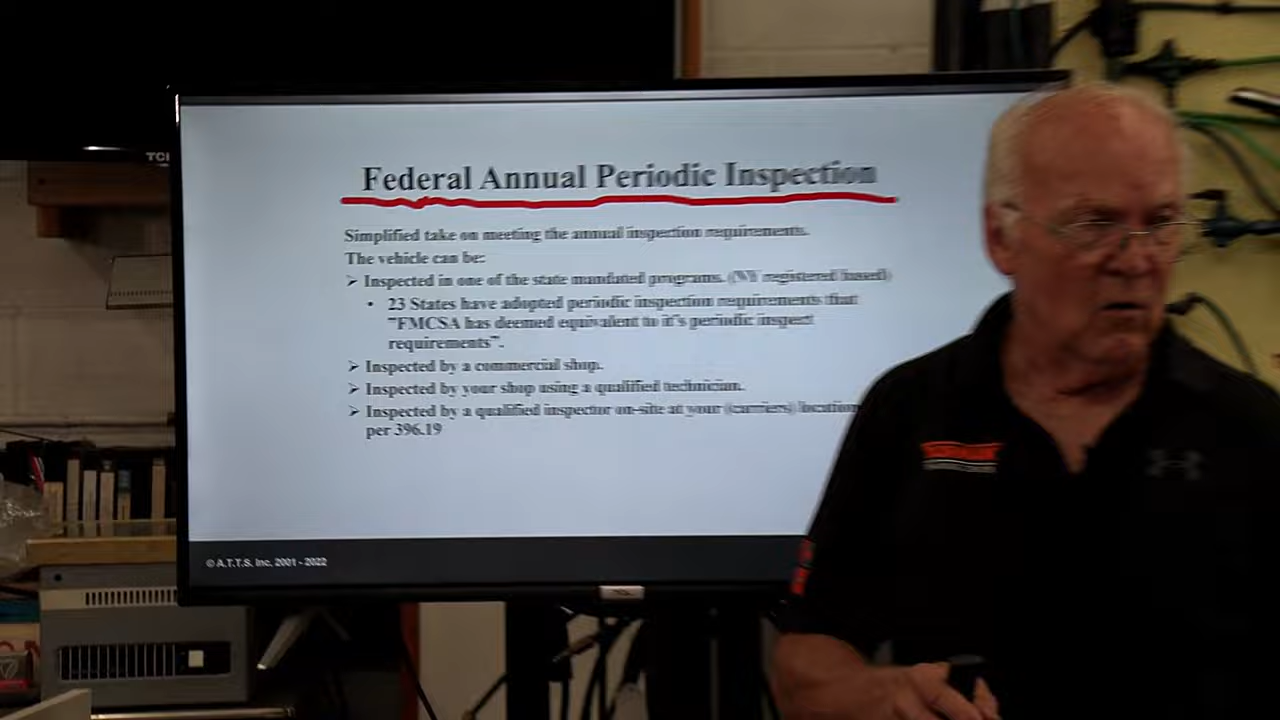 TCL
Federal Annual Periodic Inspection
Simplified take on meeting the annual inspection requirements.
The vehicle can be:
➤ Inspected in one of the state mandated programs. (NY registered/based)
• 23 States have adopted periodic inspection requirements that
"FMCSA has deemed equivalent to it's periodic inspect
requirements".
➤ Inspected by a commercial shop.
➤ Inspected by your shop using a qualified technician.
➤ Inspected by a qualified inspector on-site at your (carriers) location
per 396.19
© A.T.T.S. Inc. 2001 - 2022
TCL